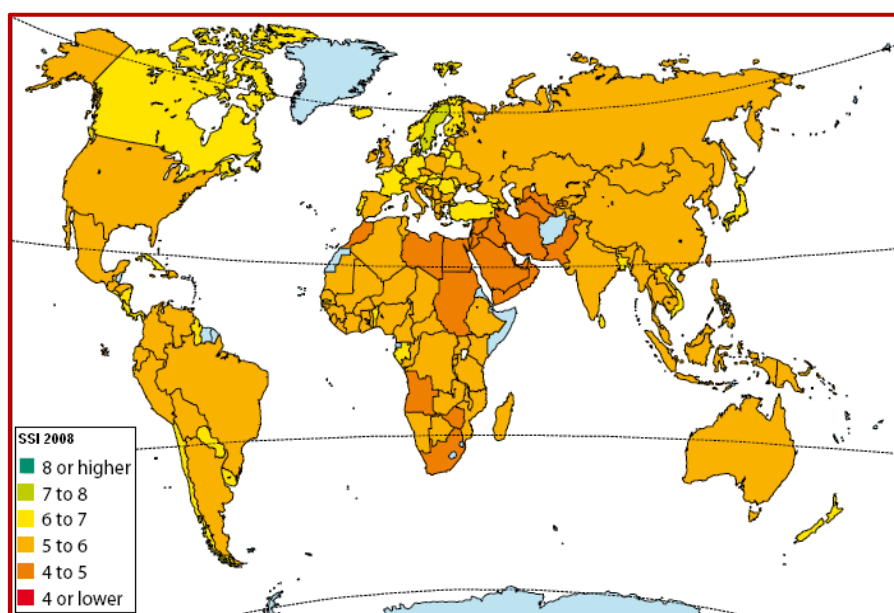 SSI 2008
8 or higher
7 to 8
6 to 7
5 to 6
4 to 5
4 or lower